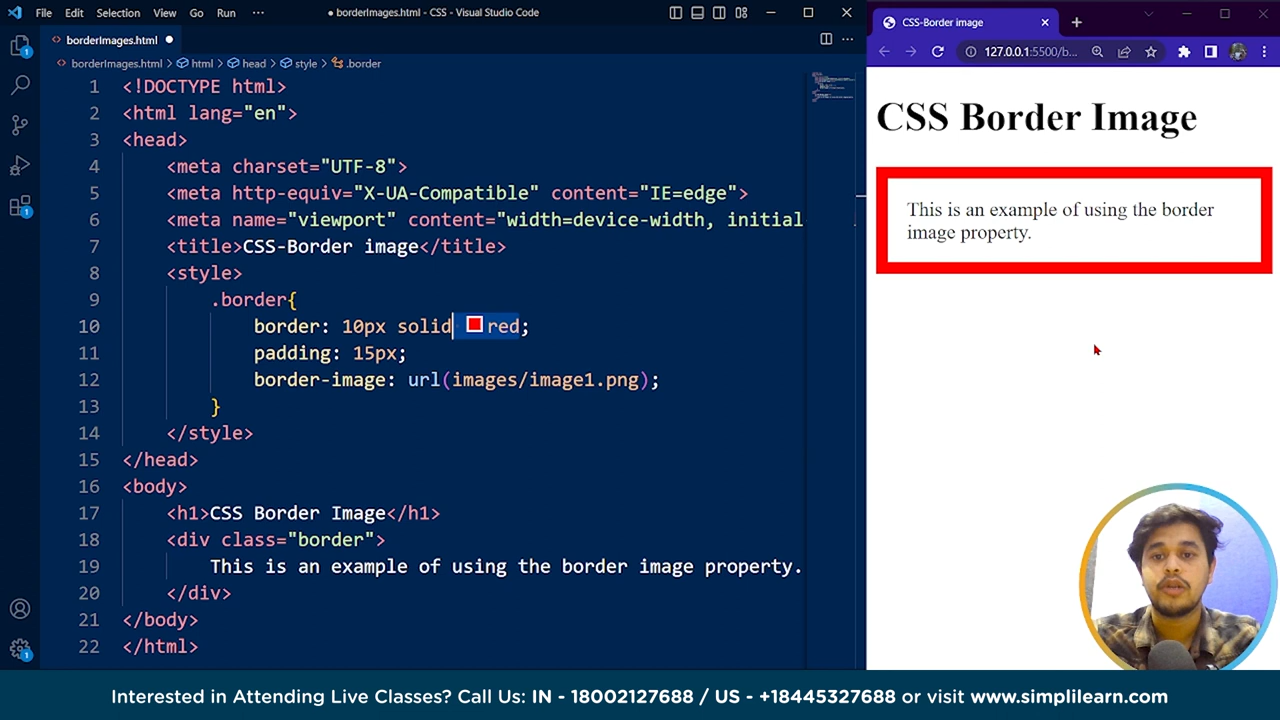 File Edit Selection View Go Run ··· ● borderImages.html - CSS - Visual Studio Code
<> borderImages.html ●
<> borderImages.html > html > head > style > .border
1 <!DOCTYPE html>
2 <html lang="en">
3 <head>
4 <meta charset="UTF-8">
5 <meta http-equiv="X-UA-Compatible" content="IE=edge">
6 <meta name="viewport" content="width=device-width, initial
7 <title>CSS-Border image</title>
8 <style>
9 .border{
10 border: 10px solid red;
11 padding: 15px;
12 border-image: url(images/image1.png);
13 }
14 </style>
15 </head>
16 <body>
17 <h1>CSS Border Image</h1>
18 <div class="border">
19 This is an example of using the border image property.
20 </div>
21 </body>
22 </html>
1
1
1
CSS-Border image
127.0.0.1:5500/b...
CSS Border Image
This is an example of using the border
image property.
Interested in Attending Live Classes? Call Us: IN - 18002127688 / US - +18445327688 or visit www.simplilearn.com